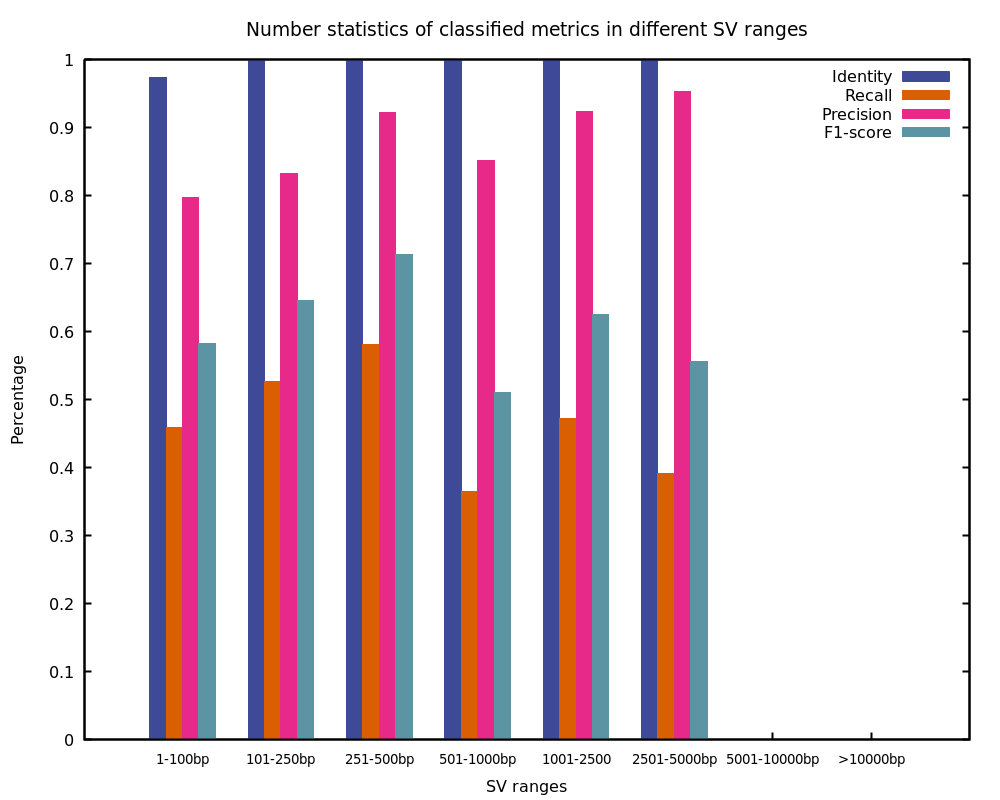 Number statistics of classified metrics in different SV ranges
1
Identity
Recall
0.9
Precision
F1-score
0.8
0.7
0.6
0.5
Percentage
0.4
0.3
0.2
0.1
0
1-100bp 101-250bp 251-500bp 501-1000bp 1001-2500 2501-5000bp 5001-10000bp >10000bp
SV ranges